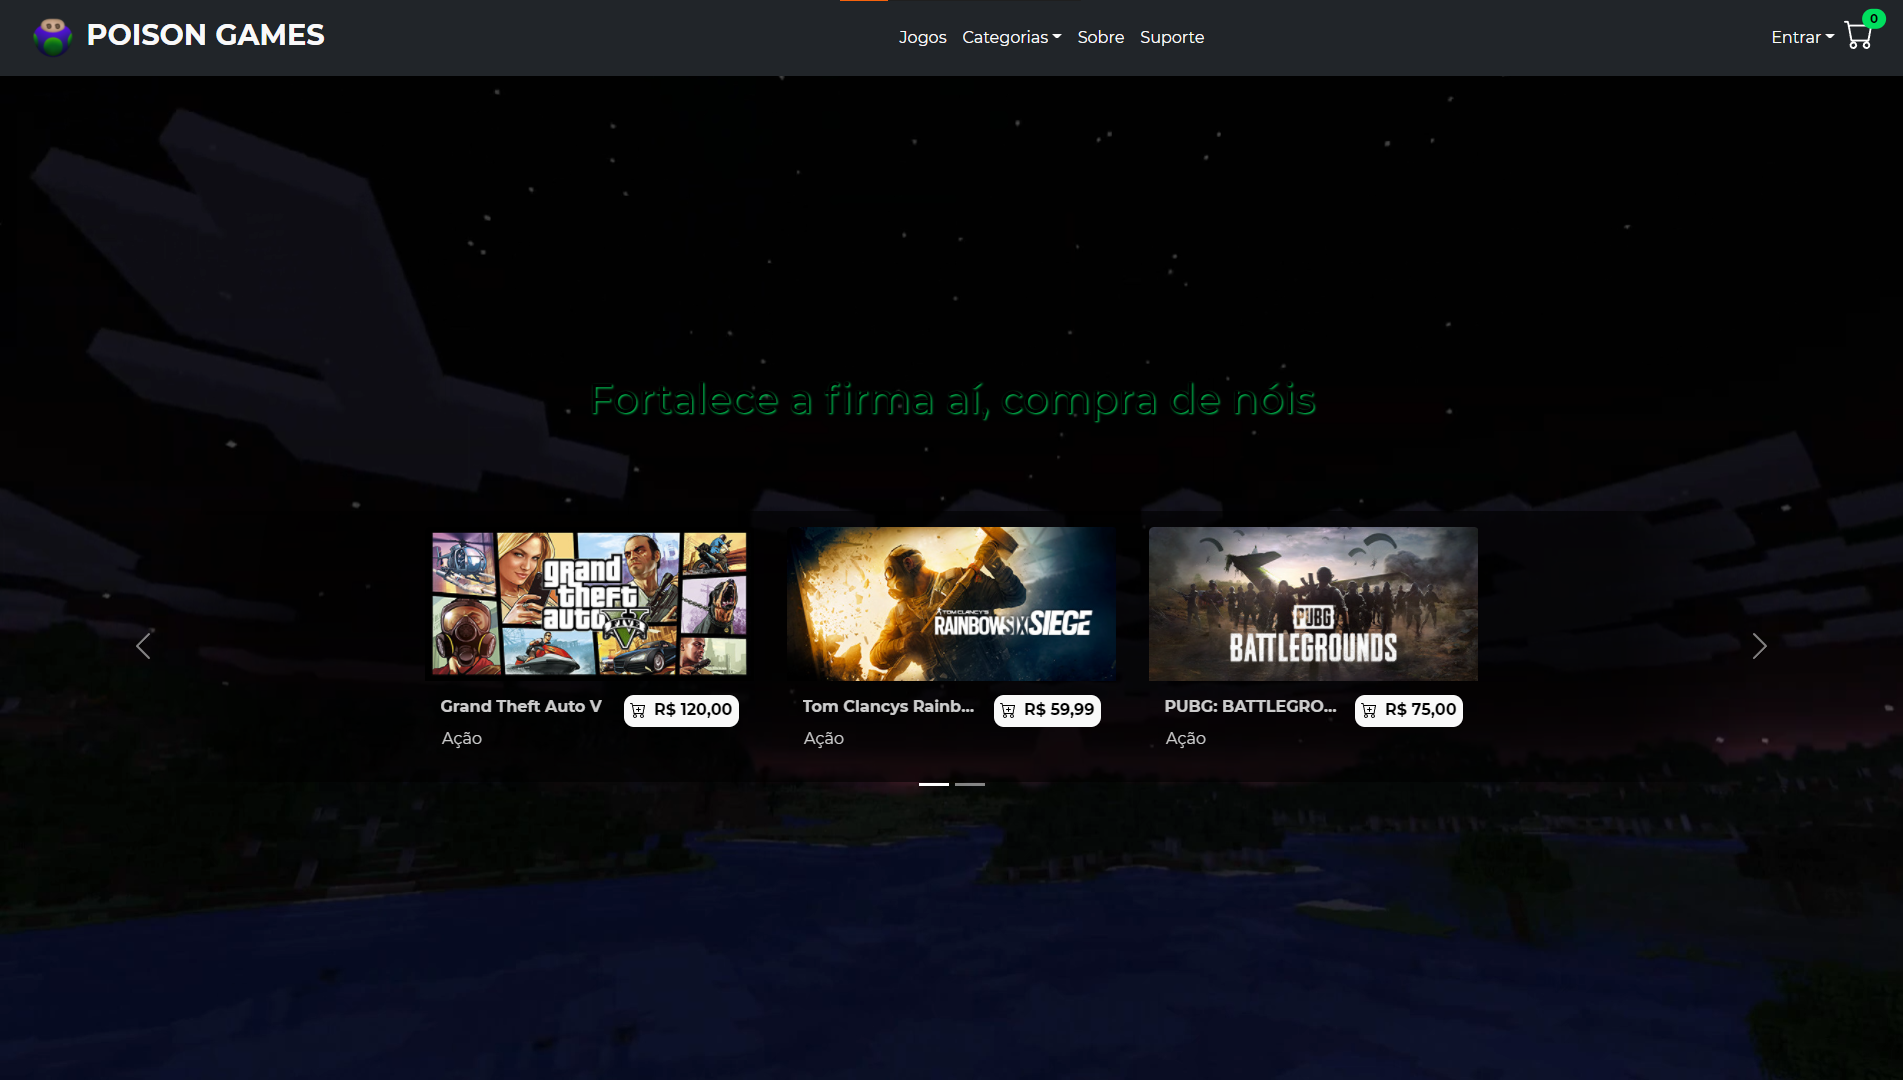 POISON GAMES
Jogos Categorias Sobre Suporte
Entrar 0
Fortalece a firma aí, compra de nóis
grand
theft
auto
V
FIVE
TOM CLANCY'S
RAINBOWSIX SIEGE
PUBG
BATTLEGROUNDS
Grand Theft Auto V R$ 120,00
Ação
Tom Clancys Rainb... R$ 59,99
Ação
PUBG: BATTLEGRO... R$ 75,00
Ação